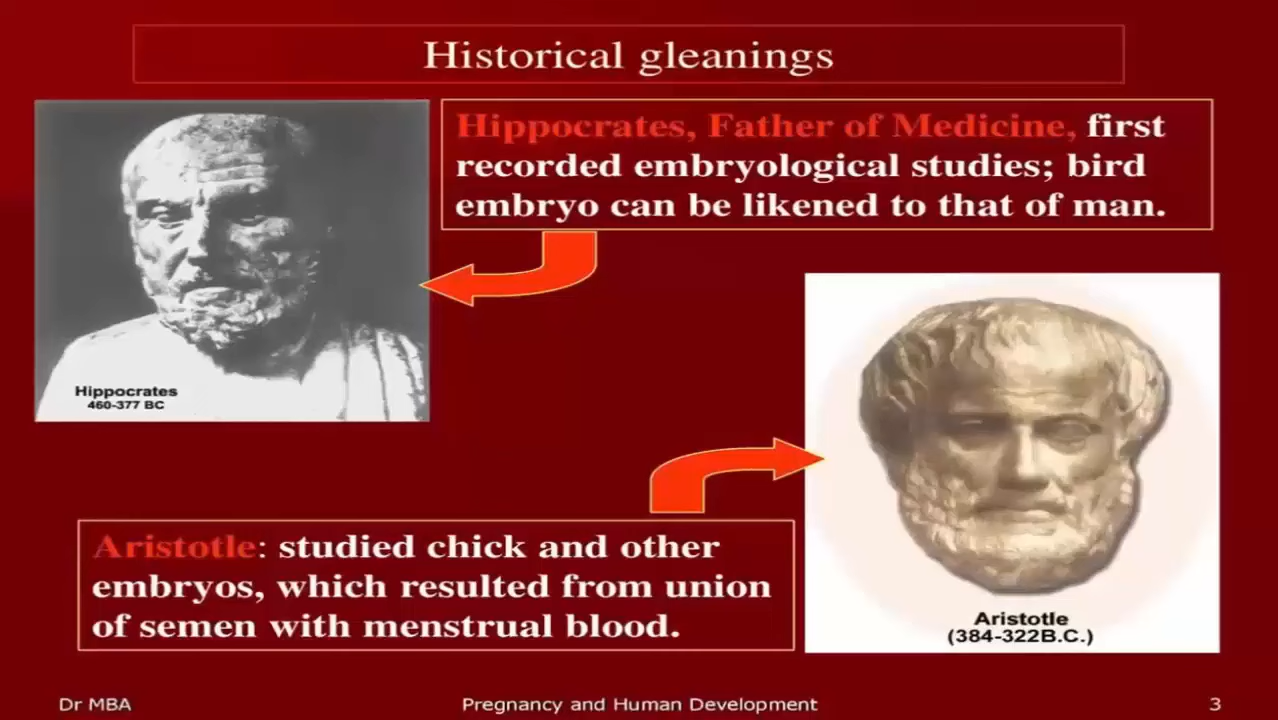 Historical gleanings
Hippocrates, Father of Medicine, first
recorded embryological studies; bird
embryo can be likened to that of man.
Hippocrates
460-377 BC
Aristotle: studied chick and other
embryos, which resulted from union
of semen with menstrual blood.
Aristotle
(384-322B.C.)
Dr MBA
Pregnancy and Human Development
3